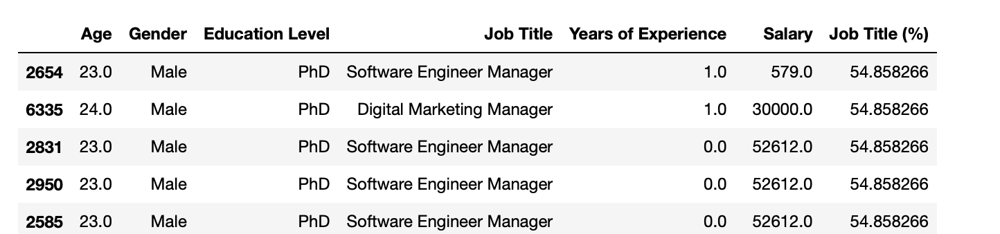 Age Gender Education Level Job Title Years of Experience Salary Job Title (%)
2654 23.0 Male PhD Software Engineer Manager 1.0 579.0 54.858266
6335 24.0 Male PhD Digital Marketing Manager 1.0 30000.0 54.858266
2831 23.0 Male PhD Software Engineer Manager 0.0 52612.0 54.858266
2950 23.0 Male PhD Software Engineer Manager 0.0 52612.0 54.858266
2585 23.0 Male PhD Software Engineer Manager 0.0 52612.0 54.858266